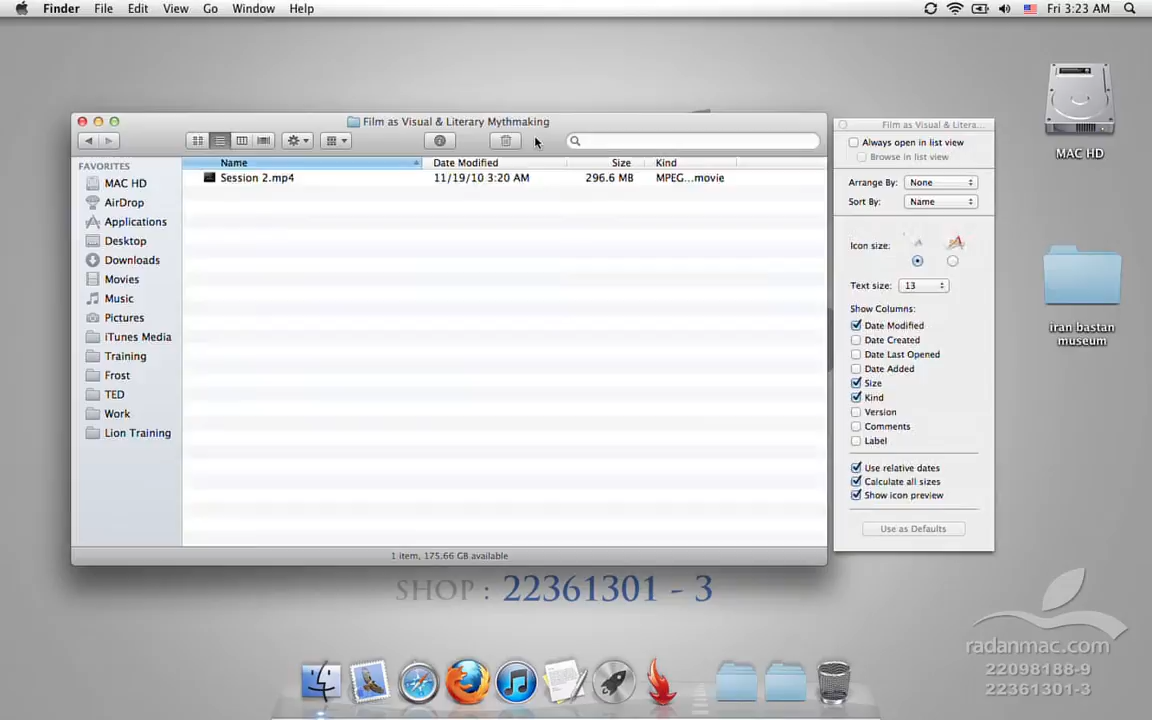 Finder File Edit View Go Window Help
Fri 3:23 AM
MAC HD
iran bastan
museum
Film as Visual & Literary Mythmaking
Name Date Modified Size Kind
Session 2.mp4 11/19/10 3:20 AM 296.6 MB MPEG...movie
FAVORITES
MAC HD
AirDrop
Applications
Desktop
Downloads
Movies
Music
Pictures
iTunes Media
Training
Frost
TED
Work
Lion Training
1 item, 175.66 GB available
Film as Visual & Litera...
Always open in list view
Browse in list view
Arrange By: None
Sort By: Name
Icon size:
Text size: 13
Show Columns:
Date Modified
Date Created
Date Last Opened
Date Added
Size
Kind
Version
Comments
Label
Use relative dates
Calculate all sizes
Show icon preview
Use as Defaults
SHOP : 22361301 - 3
radanmac.com
22098188-9
22361301-3